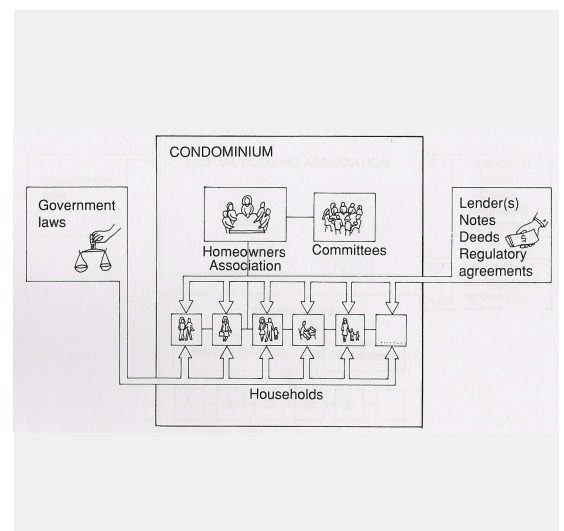 CONDOMINIUM
Government
laws
Lender(s)
Notes
Deeds
Regulatory
agreements
$
Homeowners
Association
Committees
Households